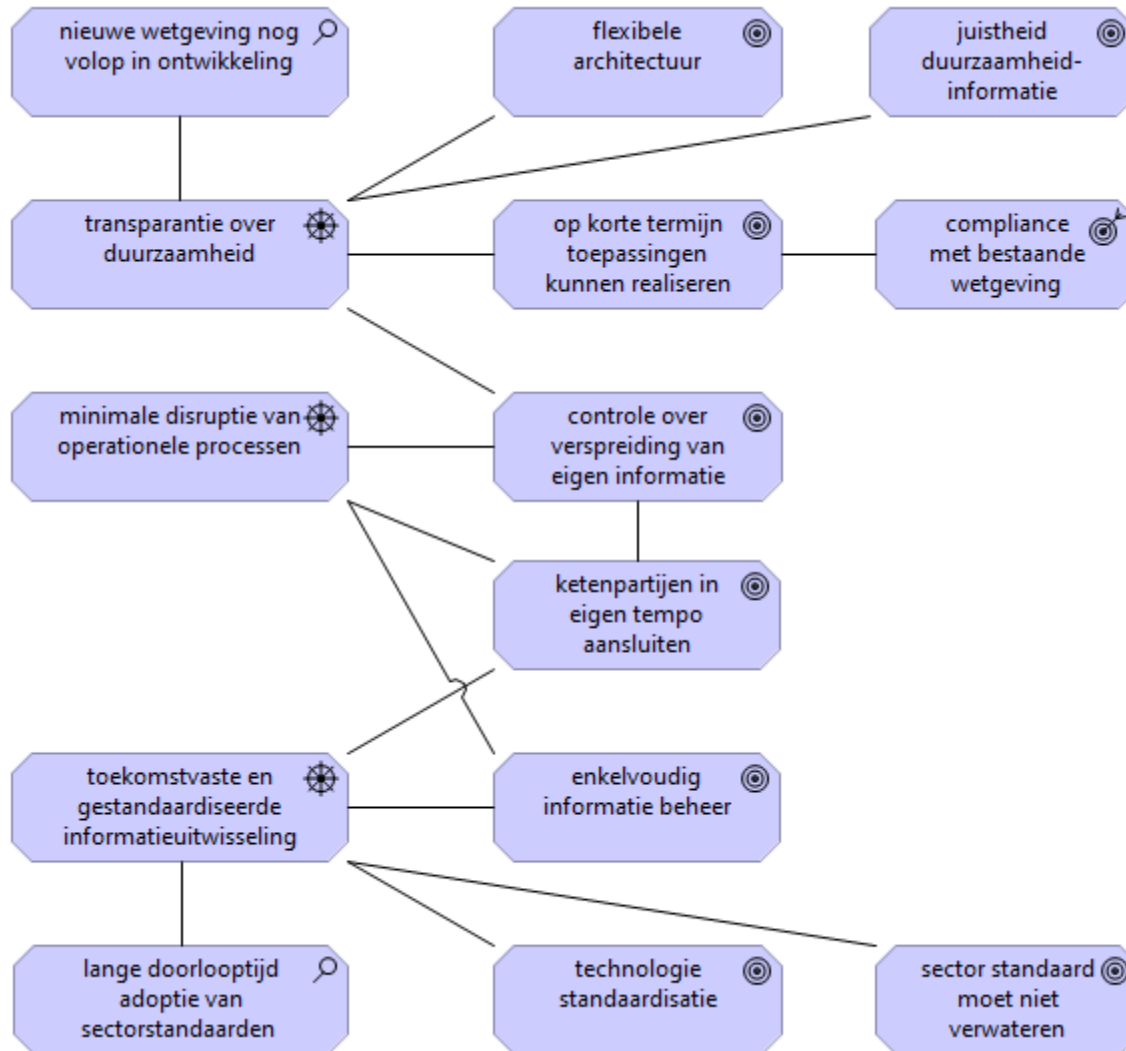 nieuwe wetgeving nog
volop in ontwikkeling
flexibele
architectuur
juistheid
duurzaamheid-
informatie
transparantie over
duurzaamheid
op korte termijn
toepassingen
kunnen realiseren
compliance
met bestaande
wetgeving
minimale disruptie van
operationele processen
controle over
verspreiding van
eigen informatie
ketenpartijen in
eigen tempo
aansluiten
toekomstvaste en
gestandaardiseerde
informatieuitwisseling
enkelvoudig
informatie beheer
lange doorlooptijd
adoptie van
sectorstandaarden
technologie
standaardisatie
sector standaard
moet niet
verwateren